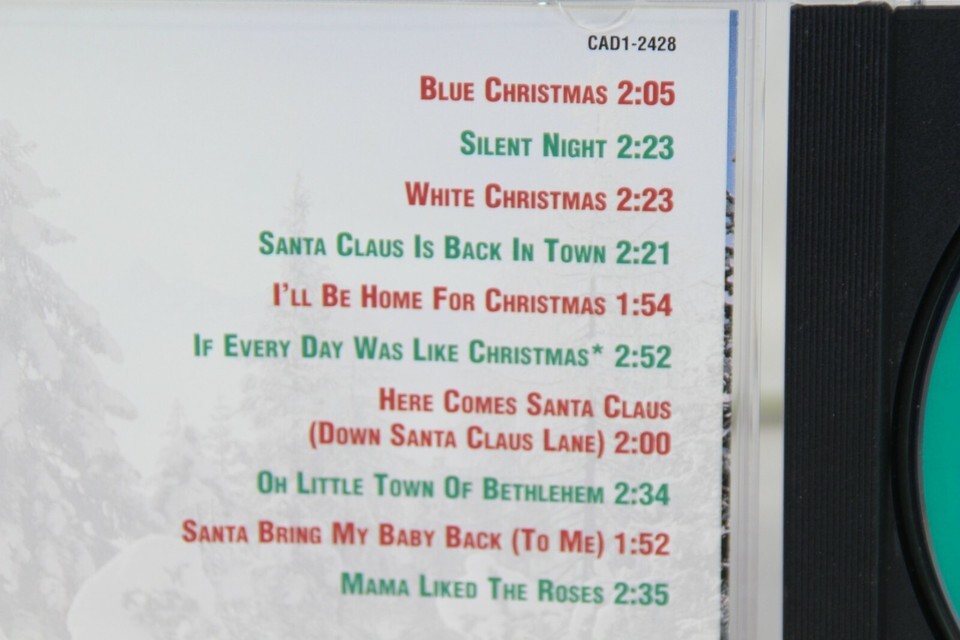 CAD1-2428
BLUE CHRISTMAS 2:05
SILENT NIGHT 2:23
WHITE CHRISTMAS 2:23
SANTA CLAUS IS BACK IN TOWN 2:21
I'LL BE HOME FOR CHRISTMAS 1:54
IF EVERY DAY WAS LIKE CHRISTMAS* 2:52
HERE COMES SANTA CLAUS
(DOWN SANTA CLAUS LANE) 2:00
OH LITTLE TOWN OF BETHLEHEM 2:34
SANTA BRING MY BABY BACK (TO ME) 1:52
MAMA LIKED THE ROSES 2:35